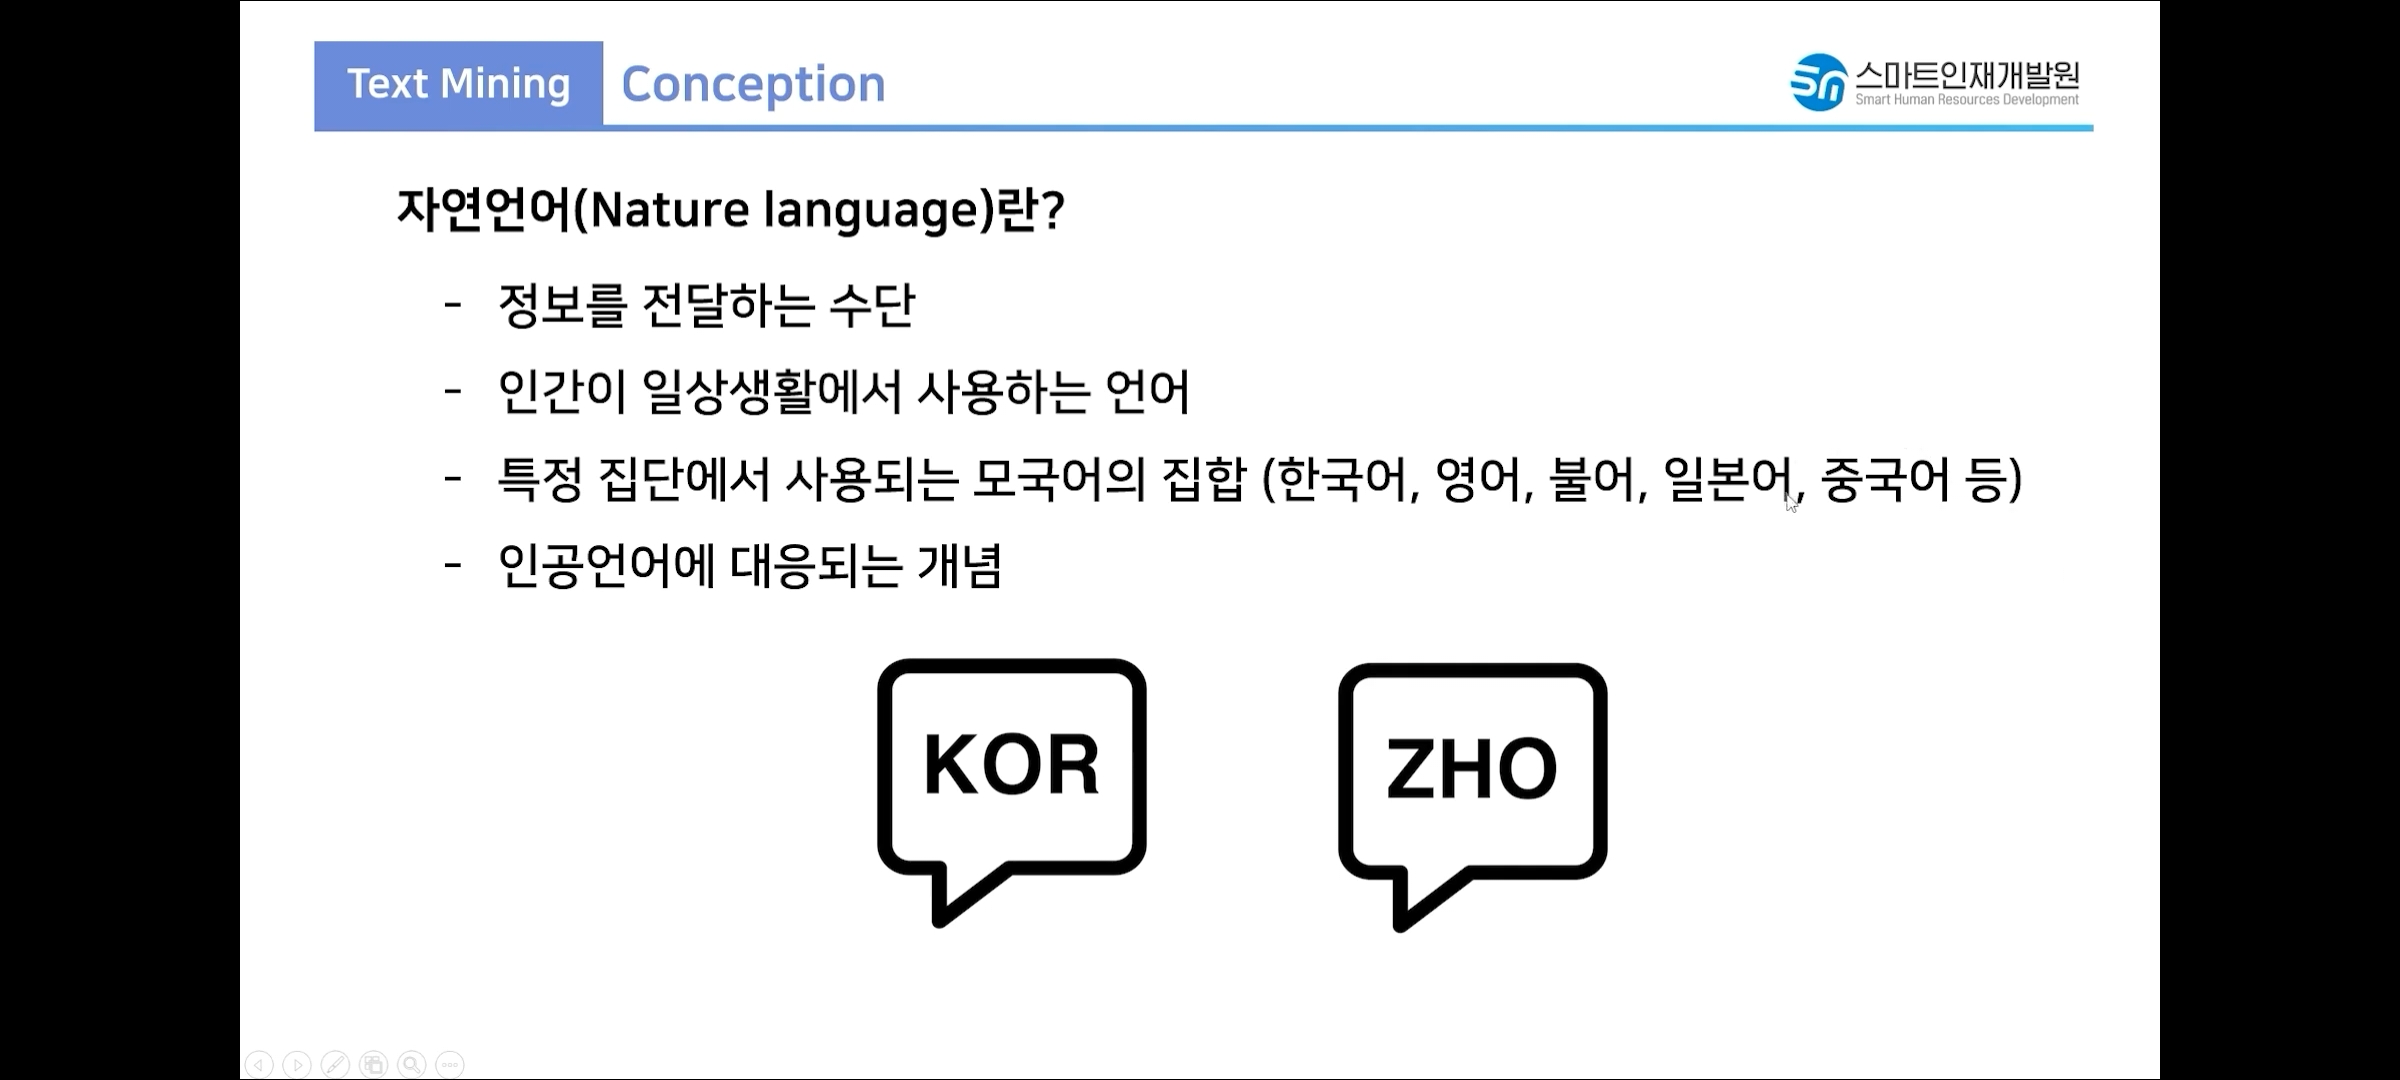 Text Mining Conception
스마트인재개발원
Smart Human Resources Development
자연언어(Nature language)란?
- 정보를 전달하는 수단
- 인간이 일상생활에서 사용하는 언어
- 특정 집단에서 사용되는 모국어의 집합 (한국어, 영어, 불어, 일본어, 중국어 등)
- 인공언어에 대응되는 개념
KOR
ZHO